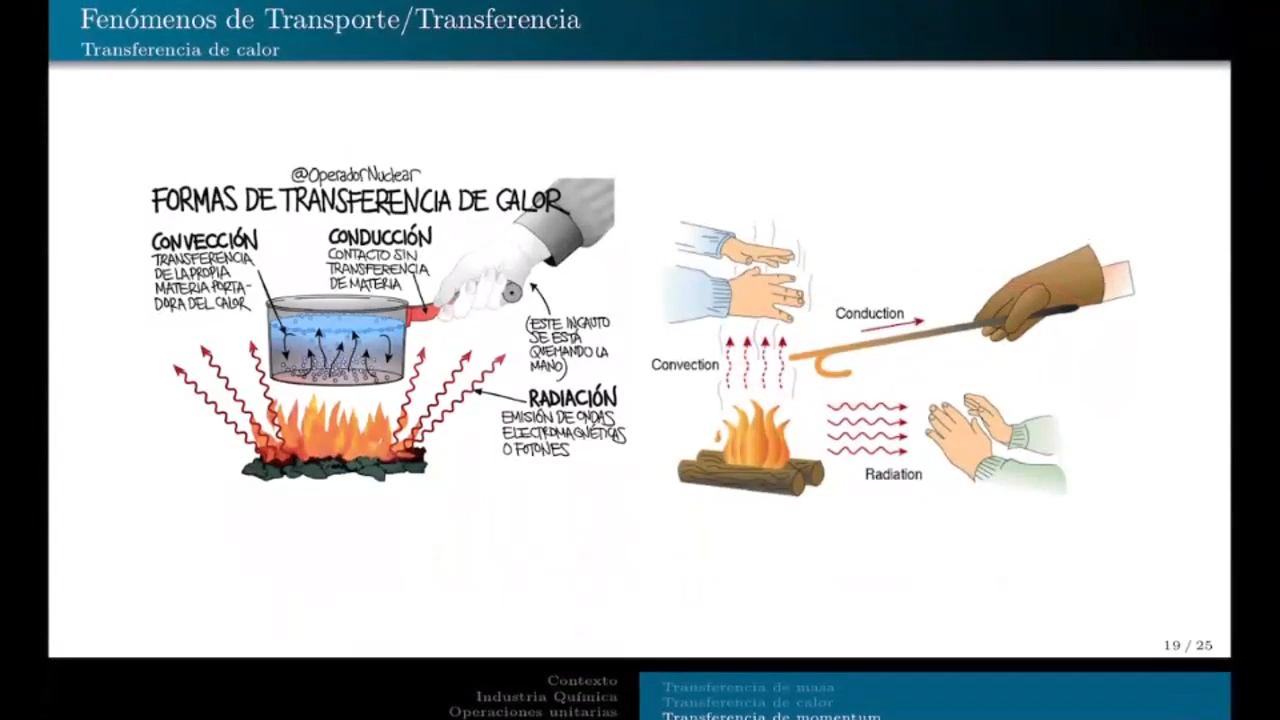 Fenómenos de Transporte/Transferencia
Transferencia de calor
@OperadorNuclear
FORMAS DE TRANSFERENCIA DE CALOR
CONVECCIÓN
TRANSFERENCIA
DE LA PROPIA
MATERIA PORTA-
DORA DEL CALOR
CONDUCCIÓN
CONTACTO SIN
TRANSFERENCIA
DE MATERIA
(ESTE INCAUTO
SE ESTÁ
QUEMANDO LA
MANO)
RADIACIÓN
EMISIÓN DE ONDAS
ELECTROMAGNÉTICAS
O FOTONES
Conduction
Convection
Radiation
19 / 25
Contexto
Industria Química
Operaciones unitarias
Transferencia de masa
Transferencia de calor
Transferencia de momentum